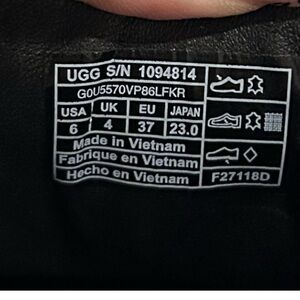 UGG S/N 1094814
G0U5570VP86LFKR
USA UK EU JAPAN
6 4 37 23.0
Made in Vietnam
Fabrique en Vietnam
Hecho en Vietnam
F27118D